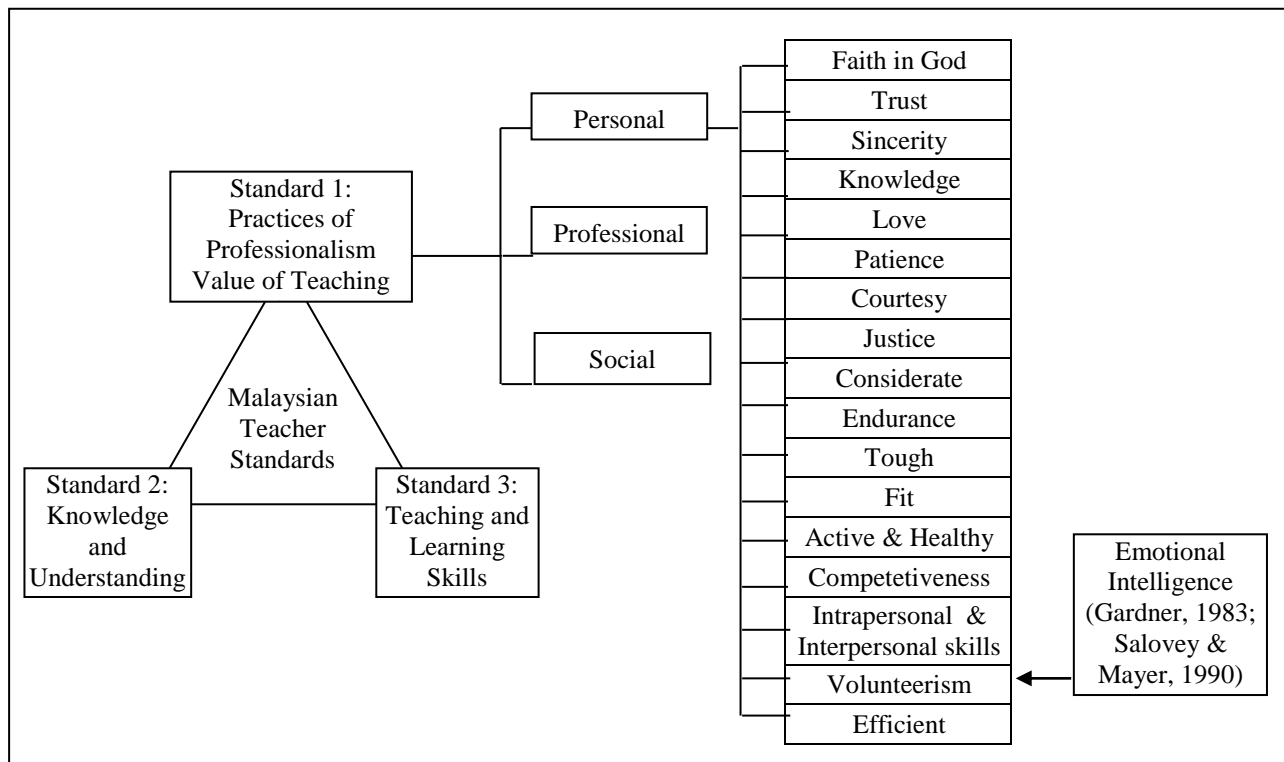 Standard 1:
Practices of
Professionalism
Value of Teaching
Malaysian
Teacher
Standards
Standard 2:
Knowledge
and
Understanding
Standard 3:
Teaching and
Learning
Skills
Personal
Professional
Social
Faith in God
Trust
Sincerity
Knowledge
Love
Patience
Courtesy
Justice
Considerate
Endurance
Tough
Fit
Active & Healthy
Competetiveness
Intrapersonal &
Interpersonal skills
Volunteerism
Efficient
Emotional
Intelligence
(Gardner, 1983;
Salovey &
Mayer, 1990)